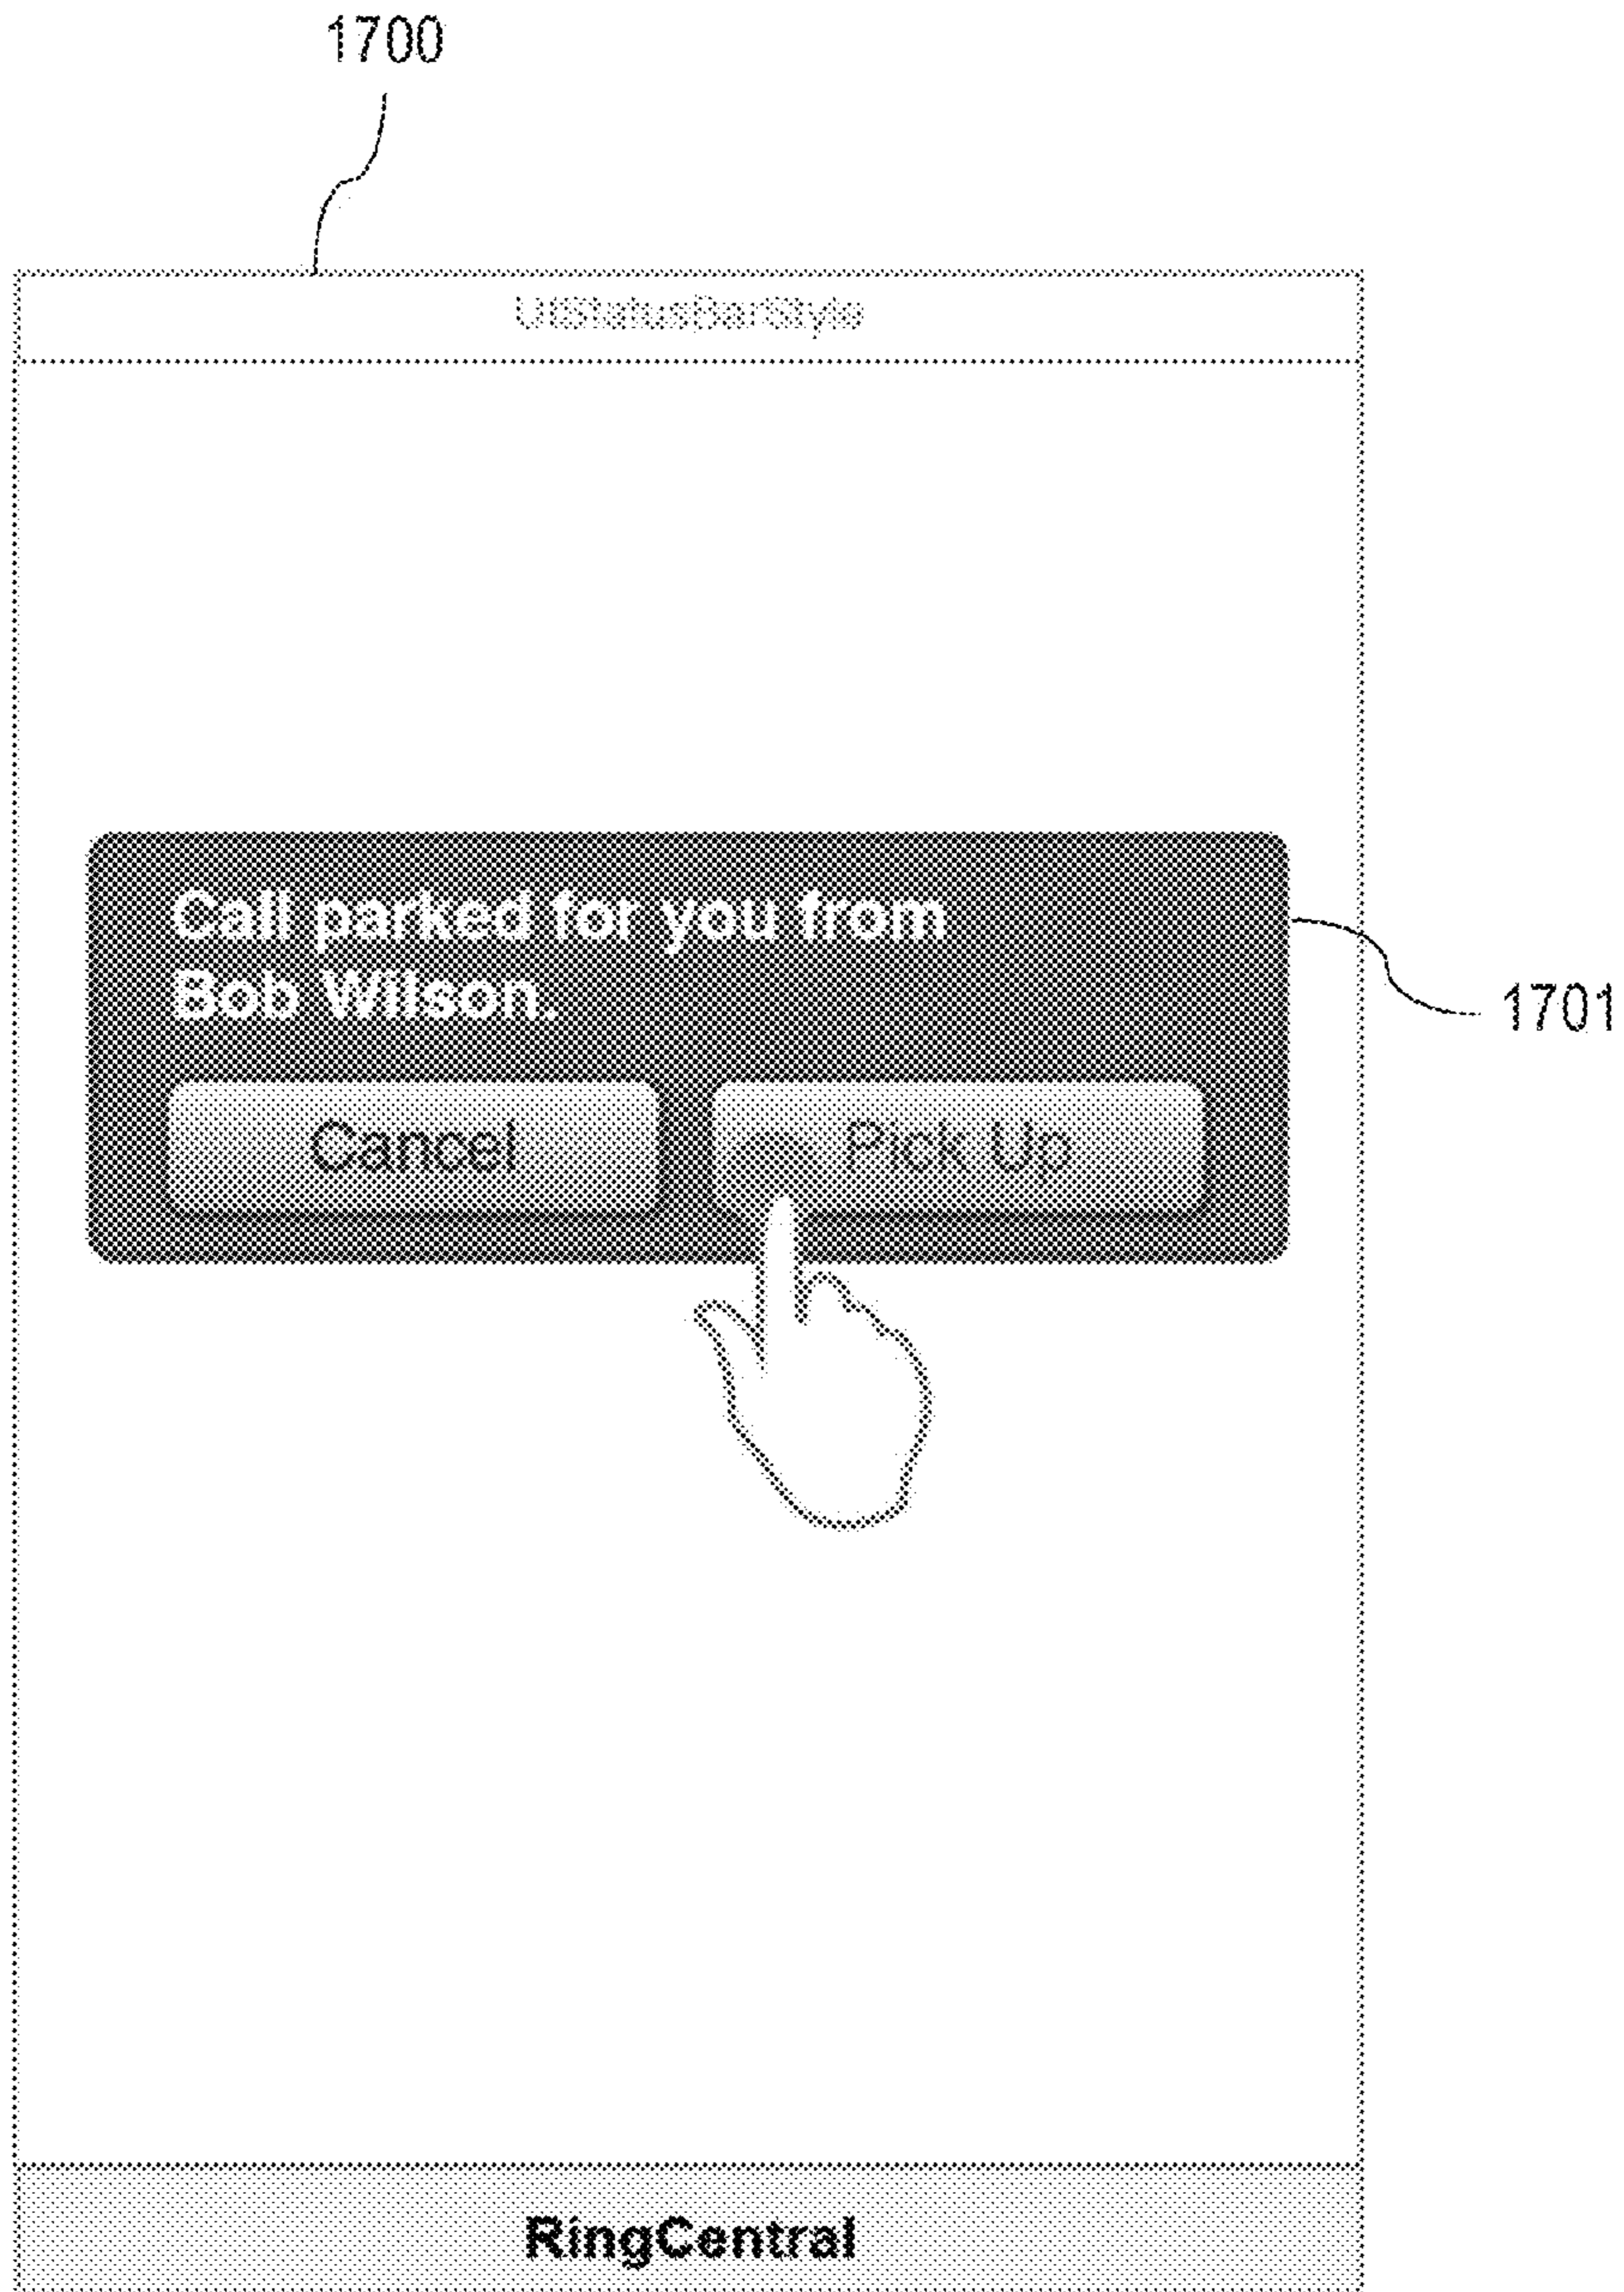 1700
UIStatusBarStyle
Call parked for you from
Bob Wilson.
1701
Cancel Pick Up
RingCentral